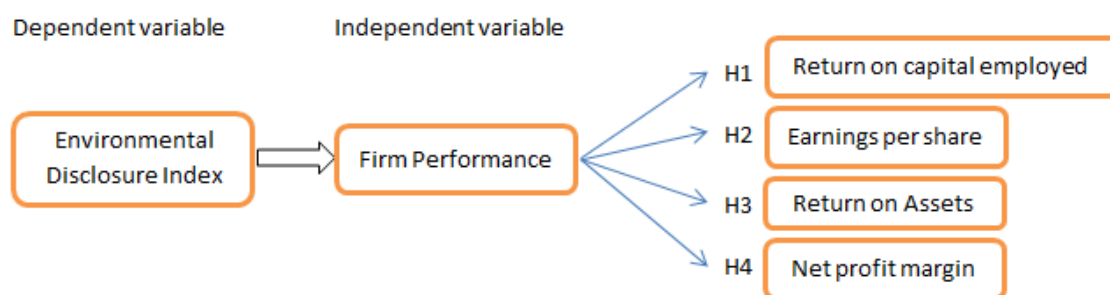 Dependent variable
Independent variable
Environmental
Disclosure Index
Firm Performance
H1
Return on capital employed
H2
Earnings per share
H3
Return on Assets
H4
Net profit margin